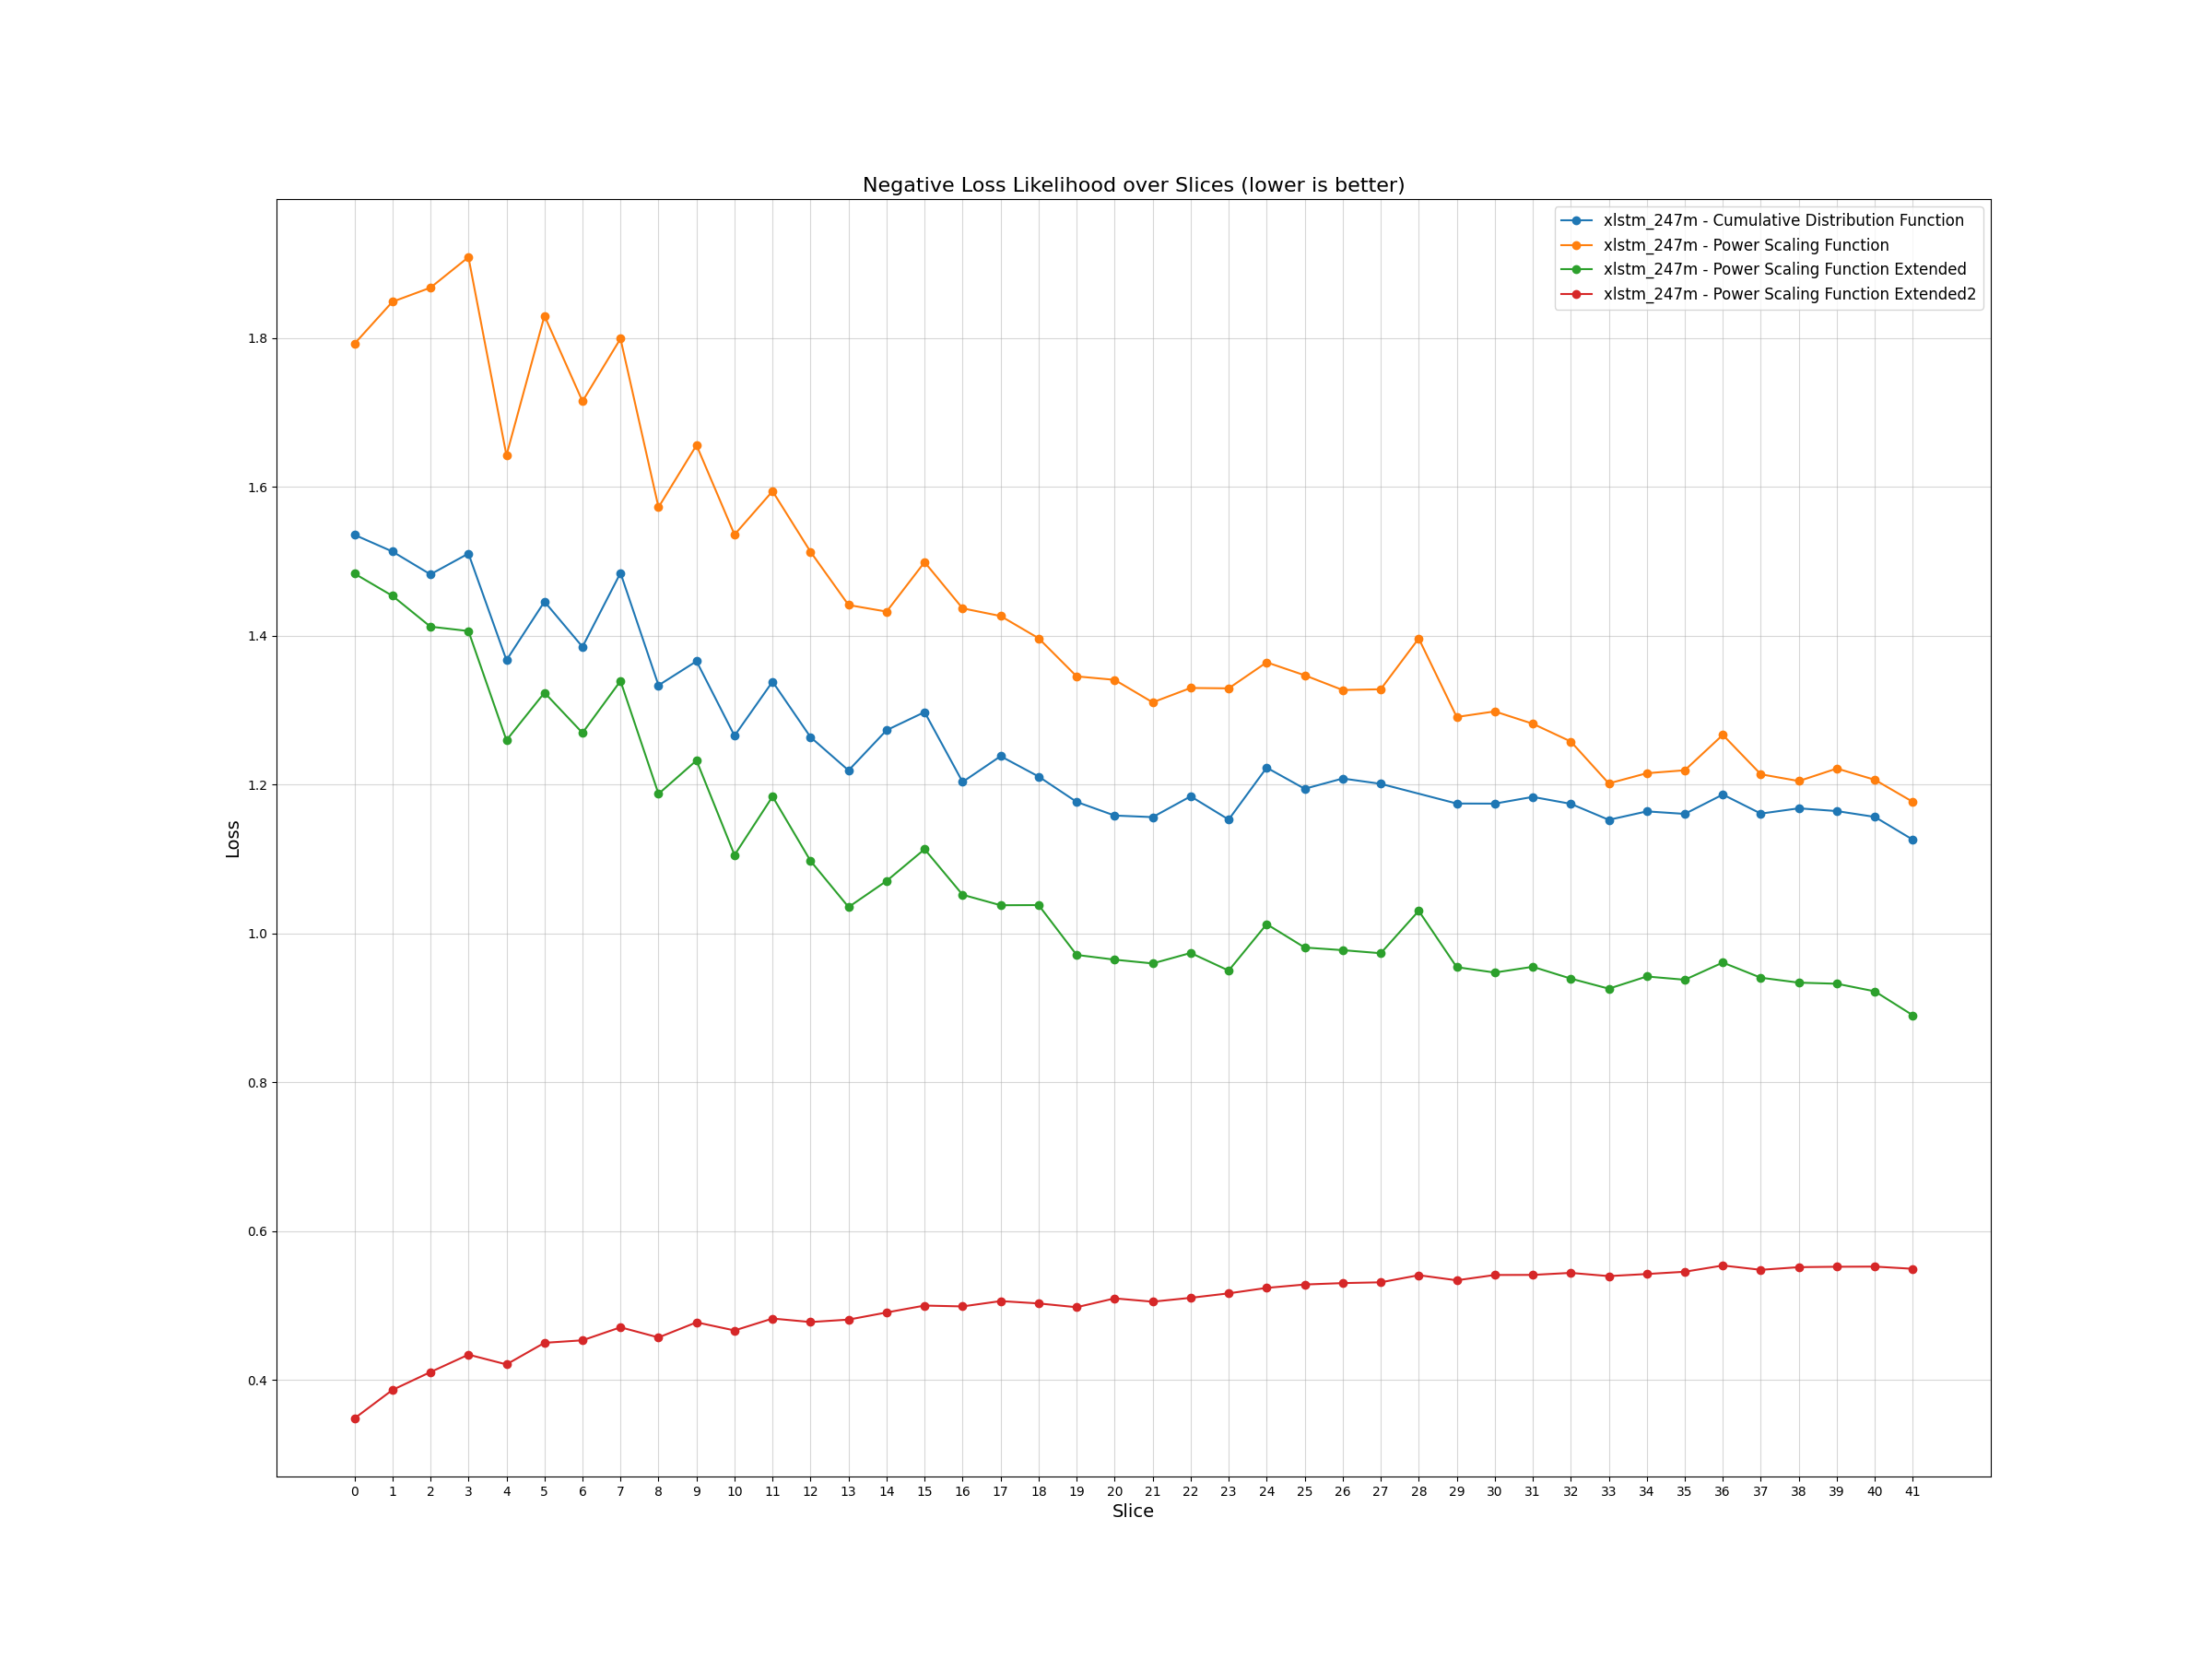 Negative Loss Likelihood over Slices (lower is better)
xlstm_247m - Cumulative Distribution Function
xlstm_247m - Power Scaling Function
xlstm_247m - Power Scaling Function Extended
xlstm_247m - Power Scaling Function Extended2
1.8
1.6
1.4
1.2
1.0
0.8
0.6
0.4
Loss
0 1 2 3 4 5 6 7 8 9 10 11 12 13 14 15 16 17 18 19 20 21 22 23 24 25 26 27 28 29 30 31 32 33 34 35 36 37 38 39 40 41
Slice